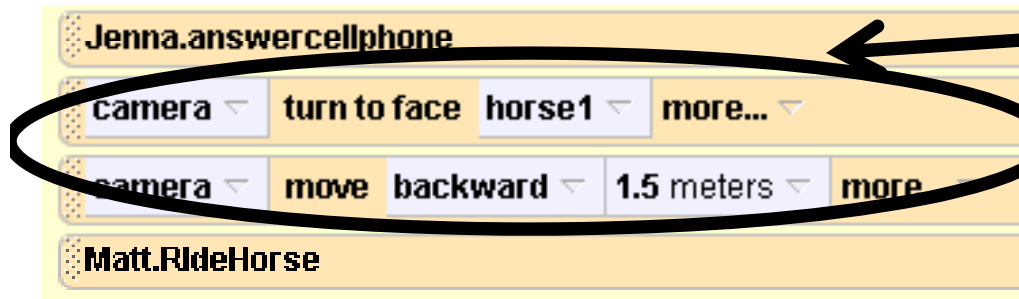 Jenna.answercellphone
camera turn to face horse1 more...
camera move backward 1.5 meters more
Matt.RIdeHorse